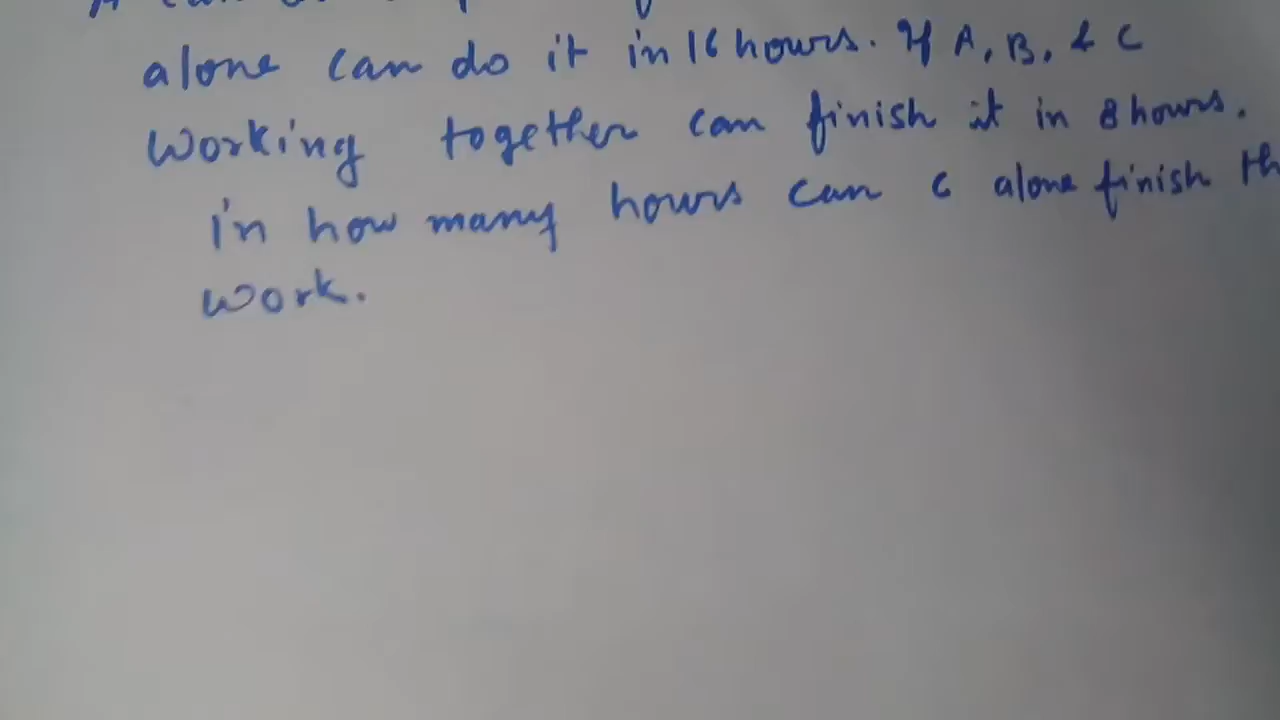 A can
alone can do it in 16 hours. If A, B, & C
working together can finish it in 8 hours.
in how many hours can C alone finish th
work.